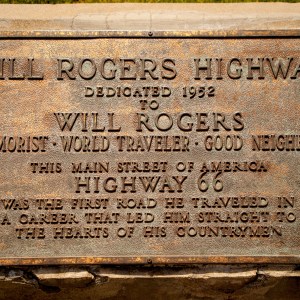 ILL ROGERS HIGHWA
DEDICATED 1952
TO
WILL ROGERS
MORIST · WORLD TRAVELER · GOOD NEIGHB
THIS MAIN STREET OF AMERICA
HIGHWAY 66
WAS THE FIRST ROAD HE TRAVELED IN
A CAREER THAT LED HIM STRAIGHT TO
THE HEARTS OF HIS COUNTRYMEN